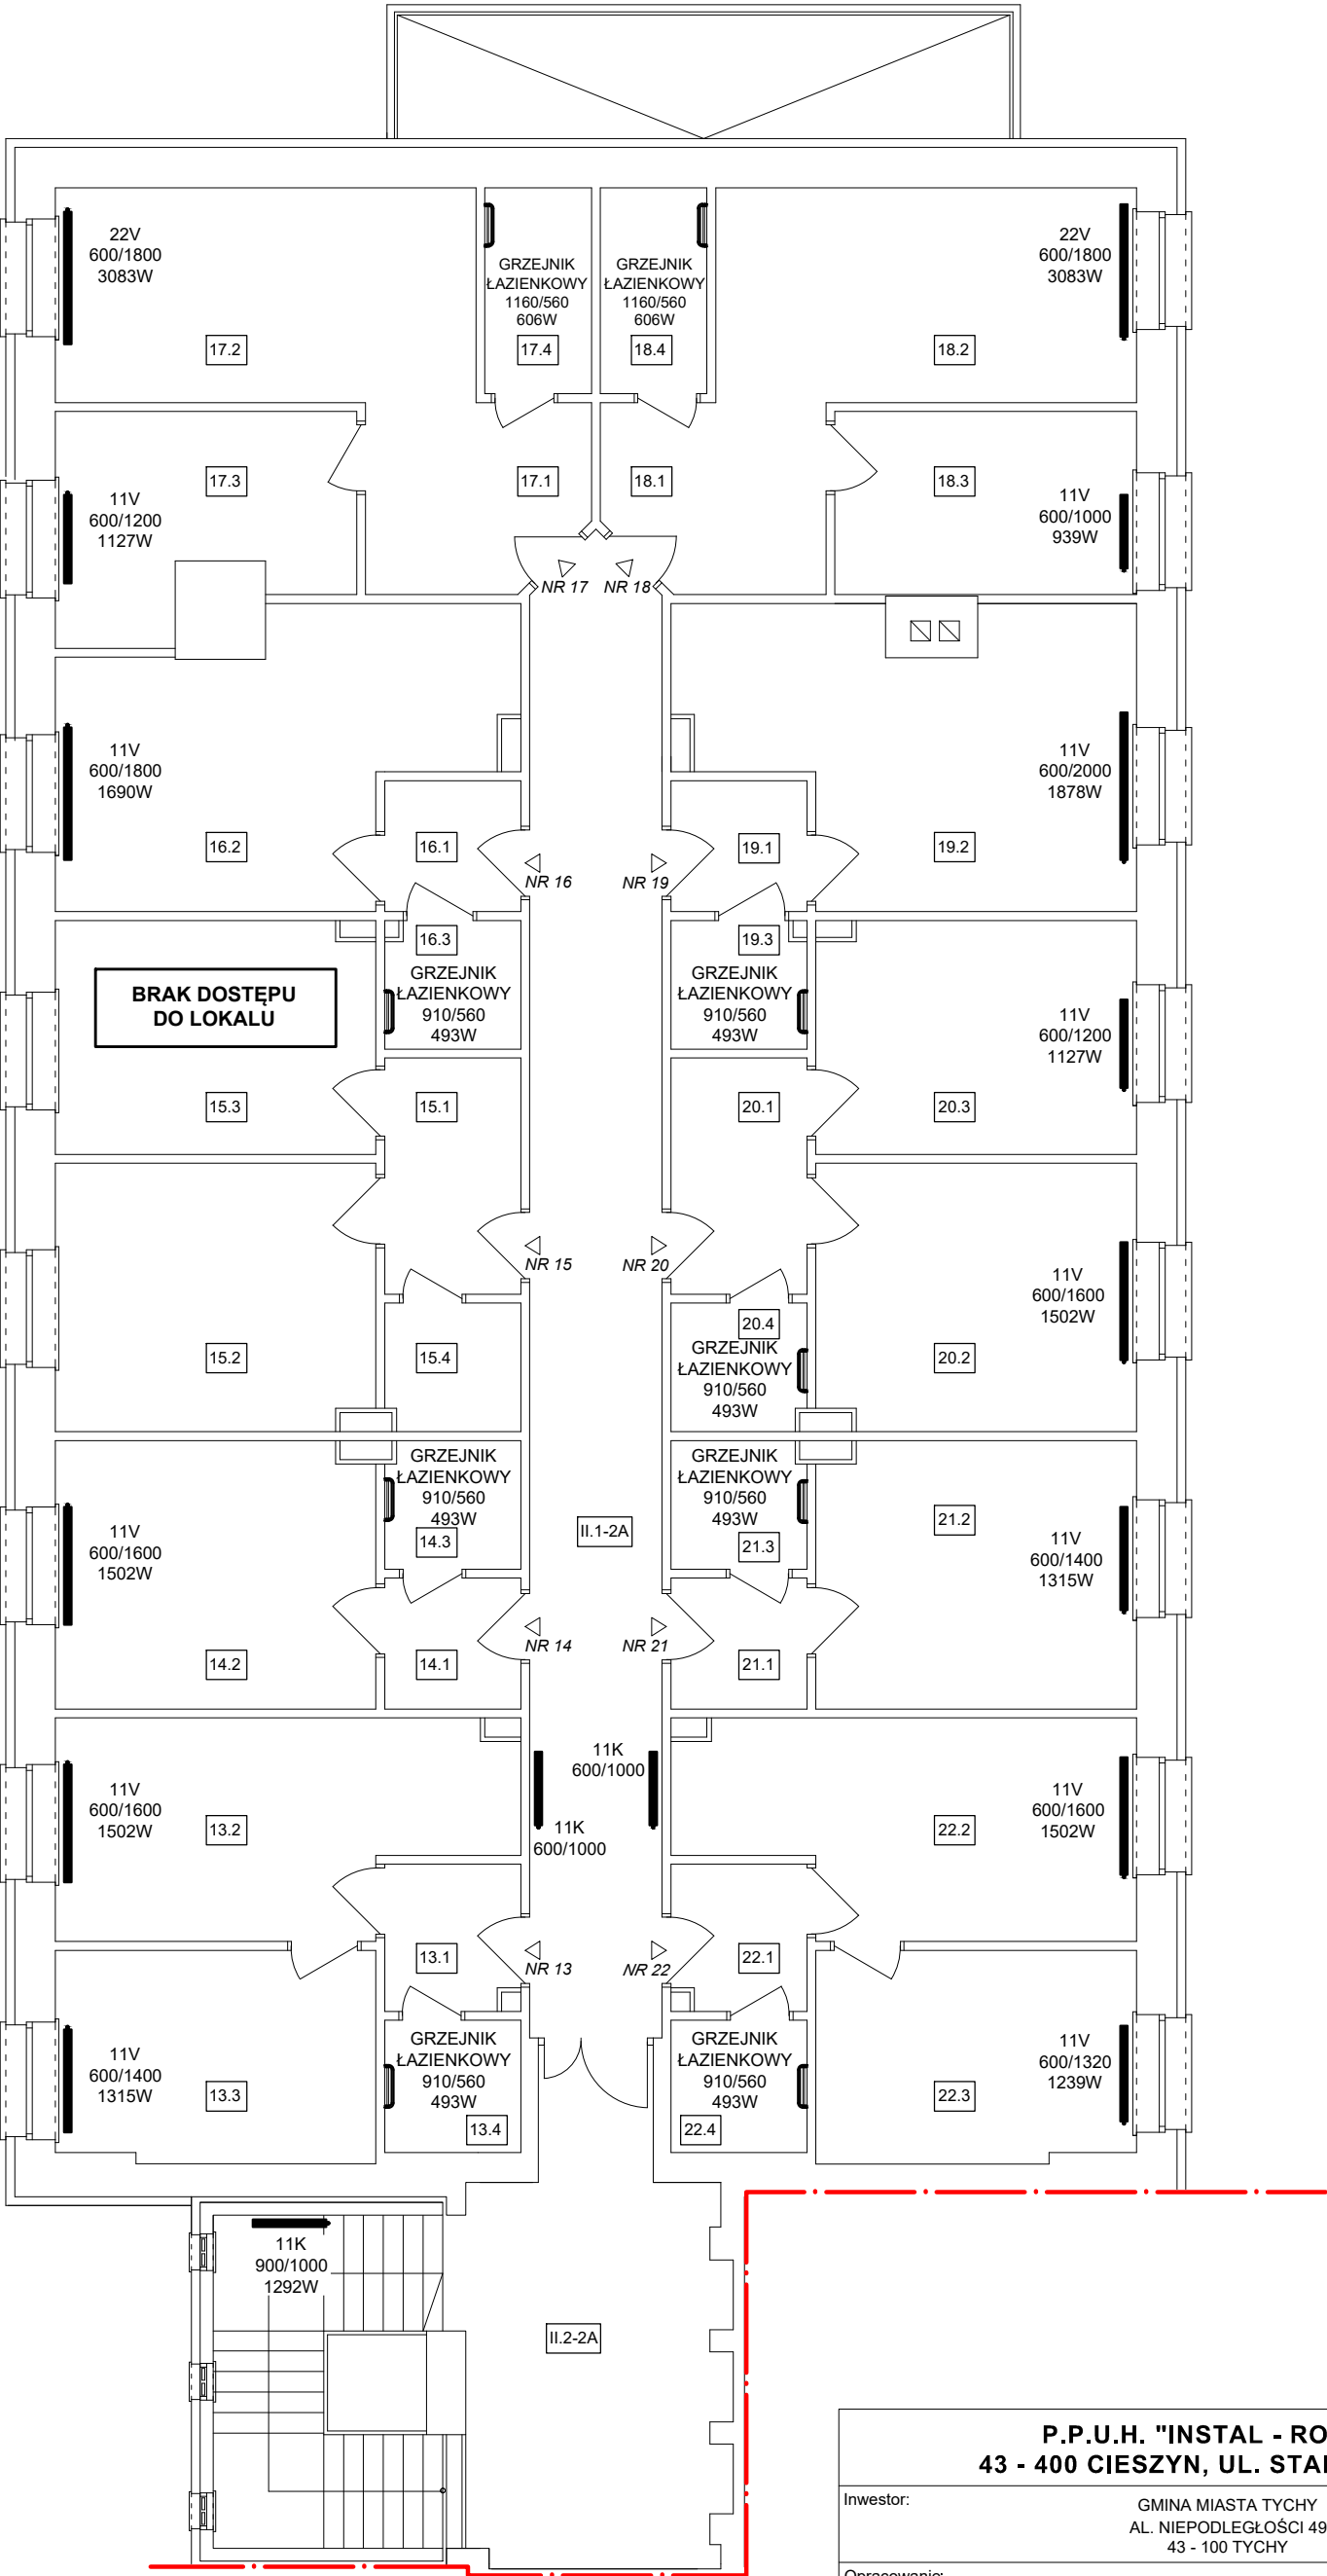 22V
600/1800
3083W
17.2
GRZEJNIK
ŁAZIENKOWY
1160/560
606W
17.4
GRZEJNIK
ŁAZIENKOWY
1160/560
606W
18.4
22V
600/1800
3083W
18.2
17.3
11V
600/1200
1127W
17.1
18.1
18.3
11V
600/1000
939W
NR 17
NR 18
11V
600/1800
1690W
16.2
16.1
NR 16
NR 19
19.1
19.2
11V
600/2000
1878W
BRAK DOSTĘPU
DO LOKALU
16.3
GRZEJNIK
ŁAZIENKOWY
910/560
493W
19.3
GRZEJNIK
ŁAZIENKOWY
910/560
493W
11V
600/1200
1127W
15.3
15.1
20.1
20.3
NR 15
NR 20
15.2
15.4
20.4
GRZEJNIK
ŁAZIENKOWY
910/560
493W
11V
600/1600
1502W
20.2
11V
600/1600
1502W
14.2
GRZEJNIK
ŁAZIENKOWY
910/560
493W
14.3
II.1-2A
GRZEJNIK
ŁAZIENKOWY
910/560
493W
21.3
21.2
11V
600/1400
1315W
14.1
NR 14
NR 21
21.1
11V
600/1600
1502W
13.2
11K
600/1000
11K
600/1000
22.2
11V
600/1600
1502W
13.1
NR 13
NR 22
22.1
11V
600/1400
1315W
13.3
GRZEJNIK
ŁAZIENKOWY
910/560
493W
13.4
GRZEJNIK
ŁAZIENKOWY
910/560
493W
22.4
22.3
11V
600/1320
1239W
11K
900/1000
1292W
II.2-2A
P.P.U.H. "INSTAL - RO
43 - 400 CIESZYN, UL. STA
Inwestor:
GMINA MIASTA TYCHY
AL. NIEPODLEGŁOŚCI 49
43 - 100 TYCHY
Opracowanie: